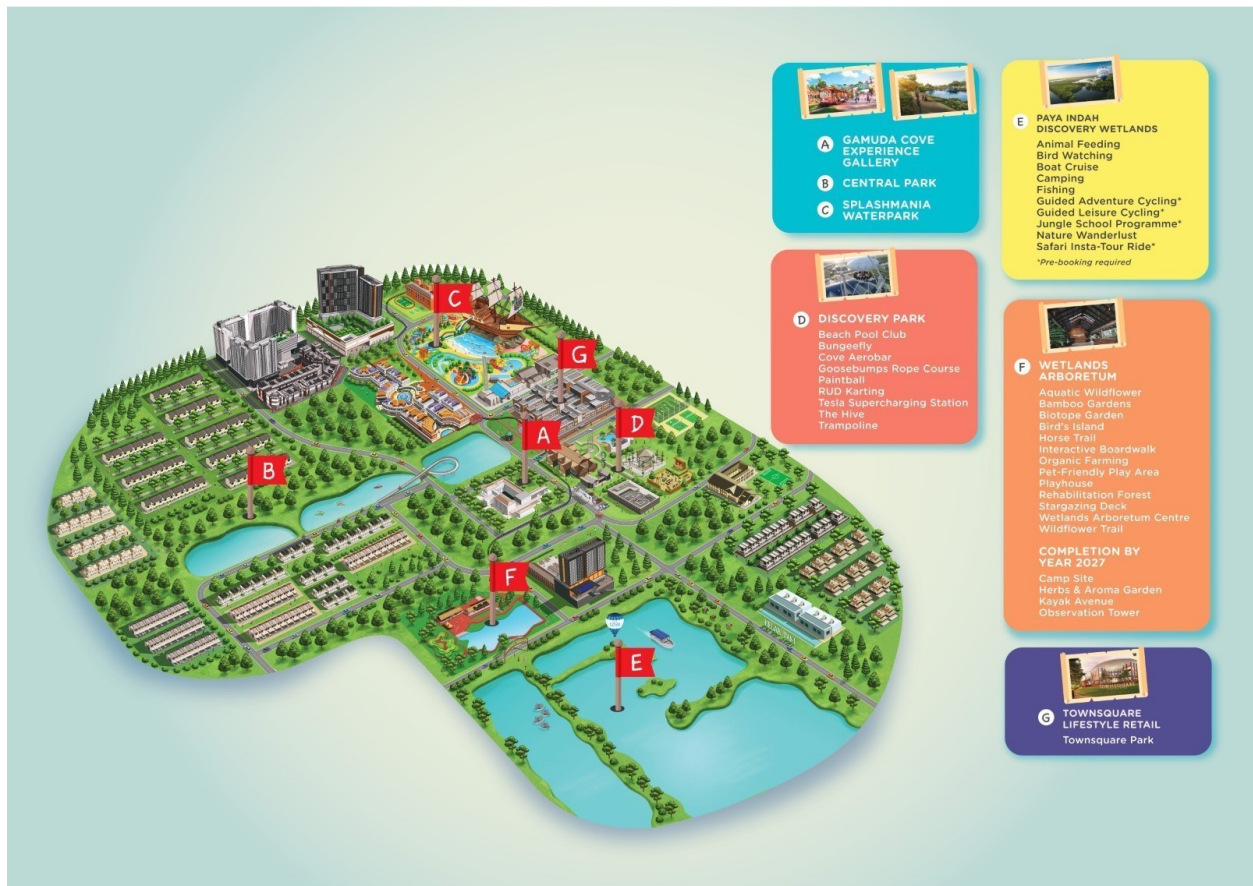 A
GAMUDA COVE
EXPERIENCE
GALLERY
B
CENTRAL PARK
C
SPLASHMANIA
WATERPARK
D
DISCOVERY PARK
Beach Pool Club
Bungeefly
Cove Aerobar
Goosebumps Rope Course
Paintball
RUD Karting
Tesla Supercharging Station
The Hive
Trampoline
E
PAYA INDAH
DISCOVERY WETLANDS
Animal Feeding
Bird Watching
Boat Cruise
Camping
Fishing
Guided Adventure Cycling*
Guided Leisure Cycling*
Jungle School Programme*
Nature Wanderlust
Safari Insta-Tour Ride*
*Pre-booking required
F
WETLANDS
ARBORETUM
Aquatic Wildflower
Bamboo Gardens
Biotope Garden
Bird's Island
Horse Trail
Interactive Boardwalk
Organic Farming
Pet-Friendly Play Area
Playhouse
Rehabilitation Forest
Stargazing Deck
Wetlands Arboretum Centre
Wildflower Trail
COMPLETION BY
YEAR 2027
Camp Site
Herbs & Aroma Garden
Kayak Avenue
Observation Tower
G
TOWNSQUARE
LIFESTYLE RETAIL
Townsquare Park
C
G
A
D
B
F
E